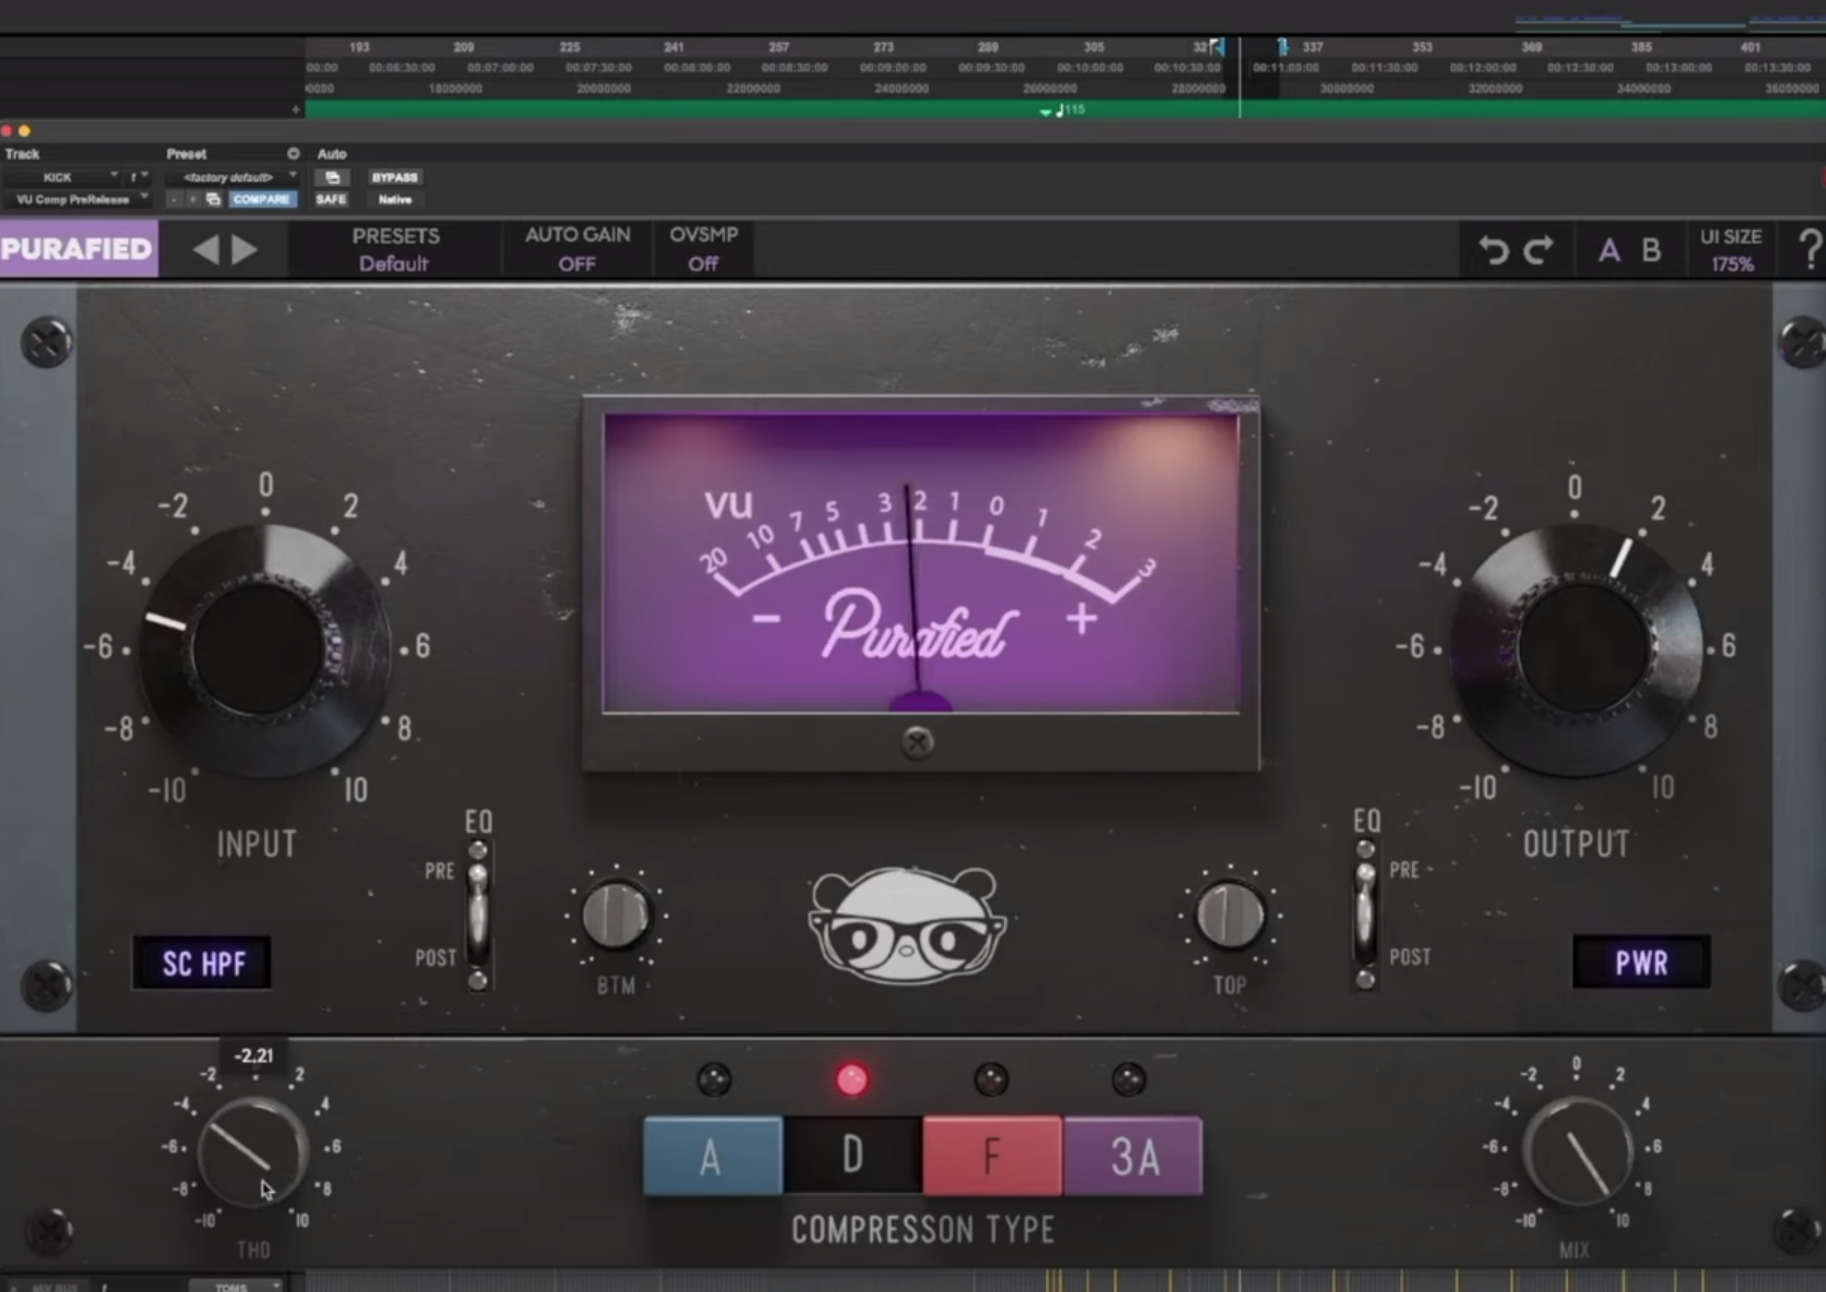 193 209 225 241 257 273 289 305 32 337 353 369 385 401
00:00 00:06:30:00 00:07:00:00 00:07:30:00 00:08:00:00 00:08:30:00 00:09:00:00 00:09:30:00 00:10:00:00 00:10:30:00 00:11:00:00 00:11:30:00 00:12:00:00 00:12:30:00 00:13:00:00 00:13:30:00
0000 18000000 20000000 22000000 24000000 26000000 28000000 30000000 32000000 34000000 36000000
+ 115
Track Preset Auto
KICK f <factory default> BYPASS
VU Comp PreRelease - + COMPARE SAFE Native
PURAFIED PRESETS AUTO GAIN OVSMP A B UI SIZE ?
Default OFF Off 175%
-2 0 2
-4 4
-6 6
-8 8
-10 10
INPUT
VU
20 10 7 5 3 2 1 0 1 2 3
- +
Purafied
-2 0 2
-4 4
-6 6
-8 8
-10 10
OUTPUT
EQ
PRE
POST
BTM
TOP
EQ
PRE
POST
SC HPF
PWR
-2.21
-2 2
-4 4
-6 6
-8 8
-10 10
THD
A D F 3A
COMPRESSON TYPE
-2 0 2
-4 4
-6 6
-8 8
-10 10
MIX
MIX BUS f TOMS